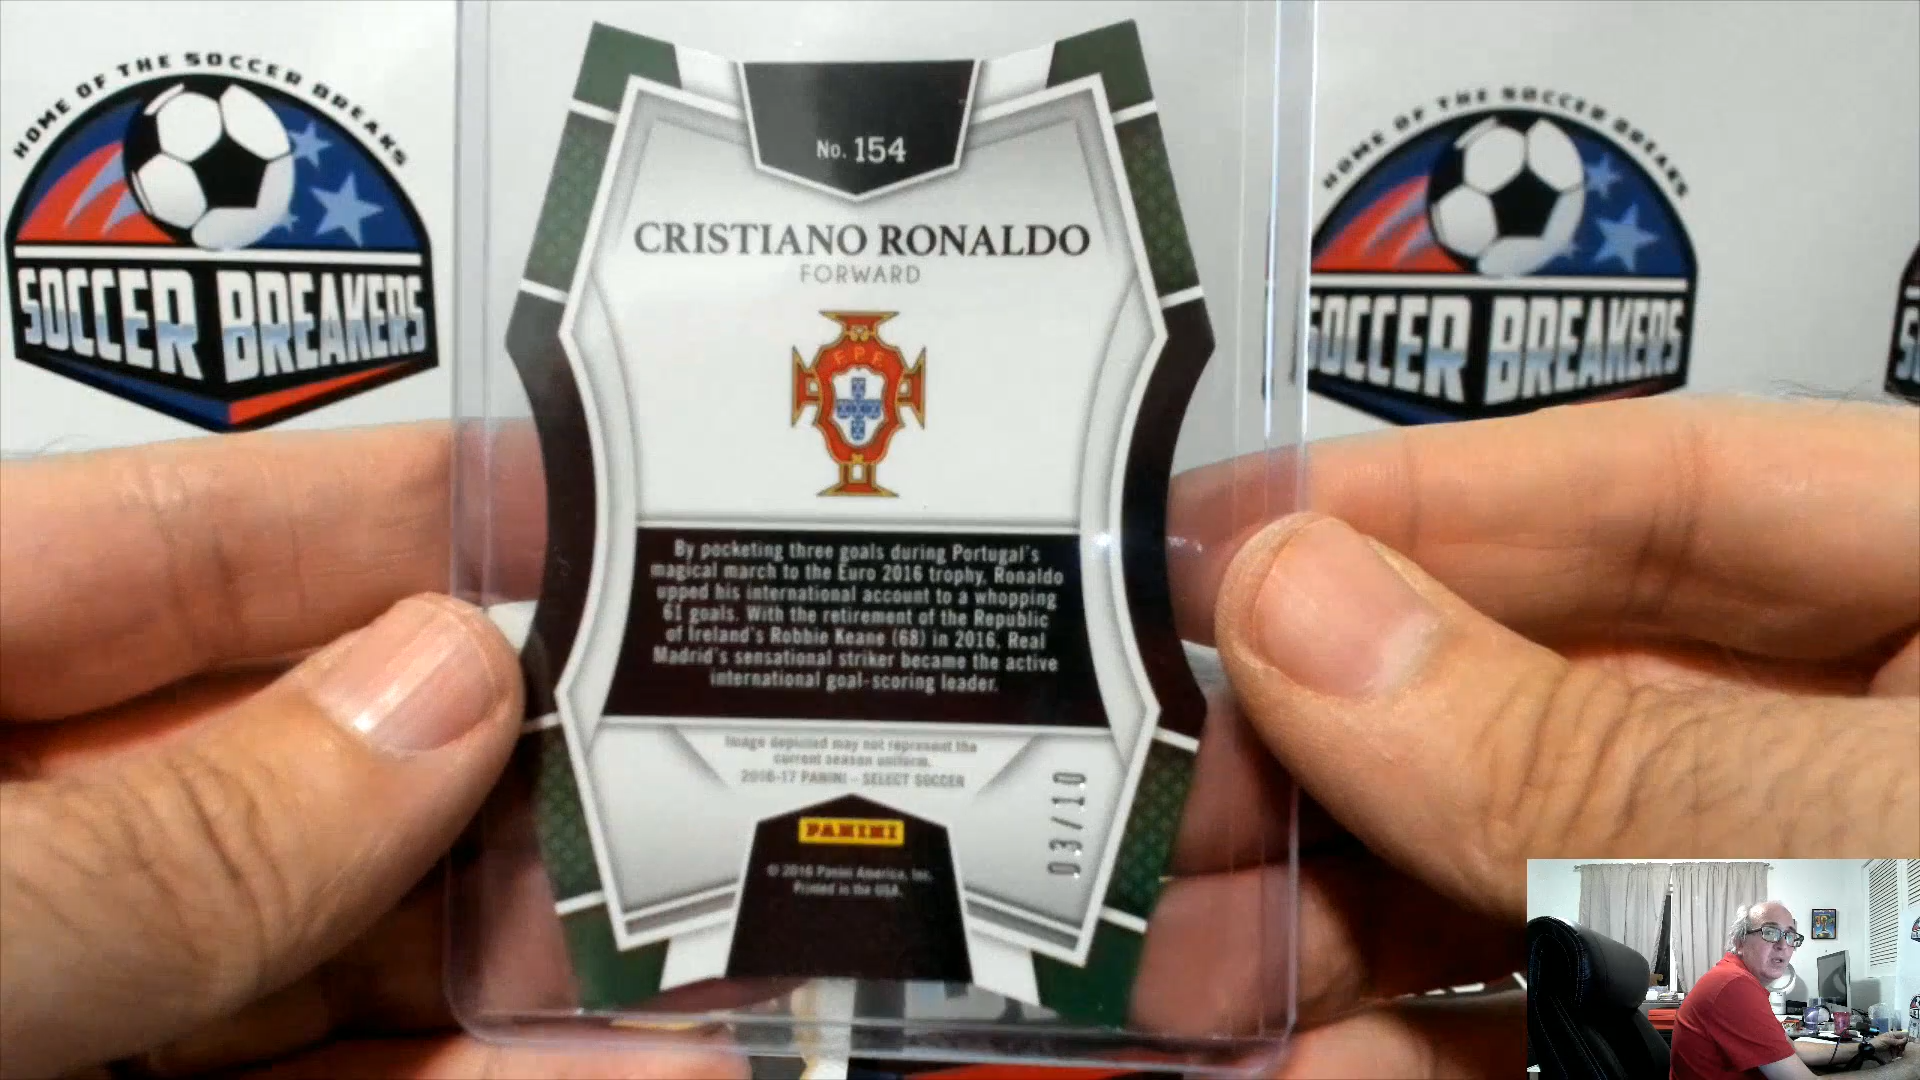 HOME OF THE SOCCER BREAKS
SOCCER BREAKERS
HOME OF THE SOCCER BREAKS
SOCCER BREAKERS
No. 154
CRISTIANO RONALDO
FORWARD
FPF
By pocketing three goals during Portugal's
magical march to the Euro 2016 trophy, Ronaldo
upped his international account to a whopping
61 goals. With the retirement of the Republic
of Ireland's Robbie Keane (68) in 2016, Real
Madrid's sensational striker became the active
international goal-scoring leader.
Image depicted may not represent the
current season uniform.
2016-17 PANINI – SELECT SOCCER
03/10
PANINI
© 2016 Panini America, Inc.
Printed in the USA.